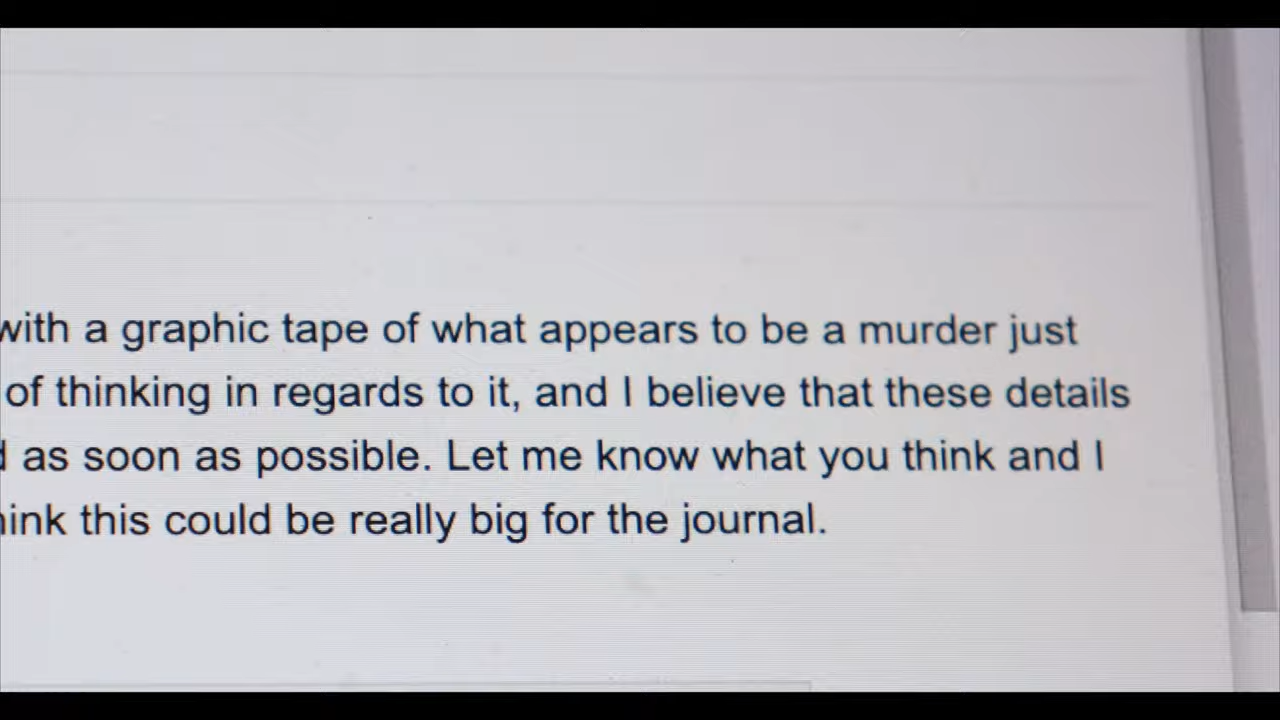 with a graphic tape of what appears to be a murder just
of thinking in regards to it, and I believe that these details
as soon as possible. Let me know what you think and I
this could be really big for the journal.